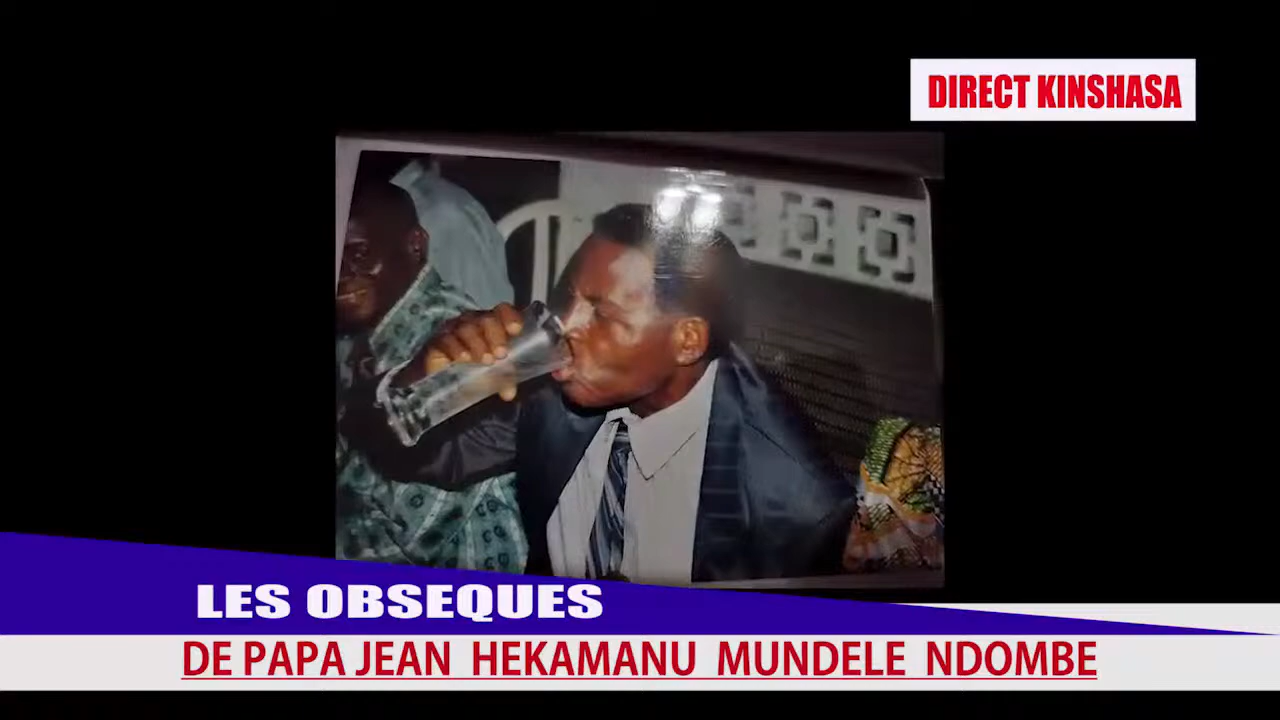 DIRECT KINSHASA
LES OBSEQUES
DE PAPA JEAN HEKAMANU MUNDELE NDOMBE